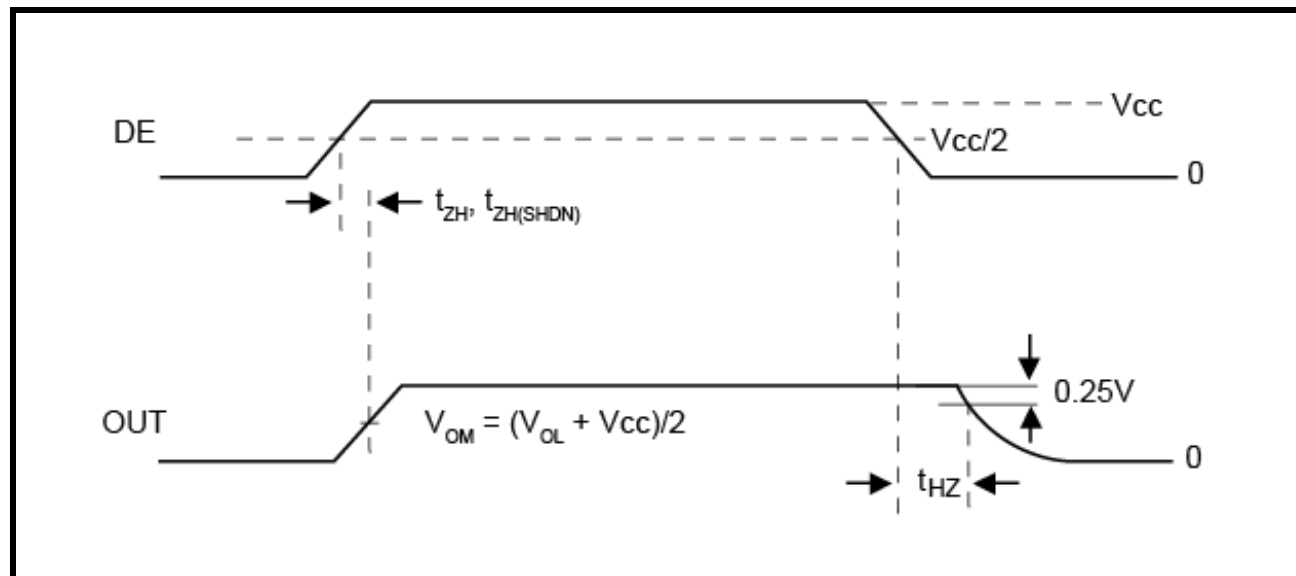 Vcc
DE
Vcc/2
0
tZH, tZH(SHDN)
0.25V
OUT
VOM = (VOL + Vcc)/2
0
tHZ